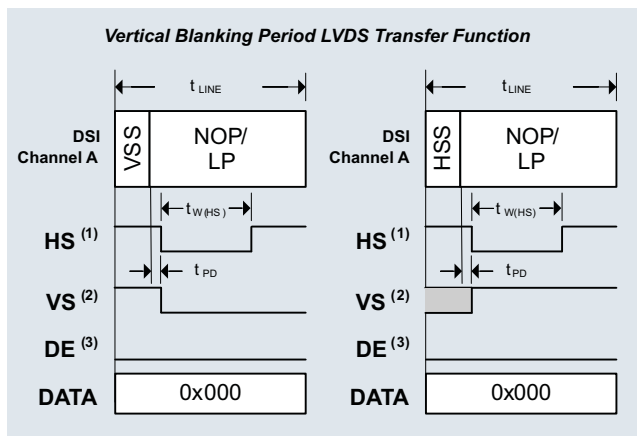 Vertical Blanking Period LVDS Transfer Function
t LINE
t LINE
DSI
Channel A
VSS
NOP/
LP
DSI
Channel A
HSS
NOP/
LP
t W(HS)
t W(HS)
HS (1)
HS (1)
t PD
t PD
VS (2)
VS (2)
DE (3)
DE (3)
DATA
0x000
DATA
0x000